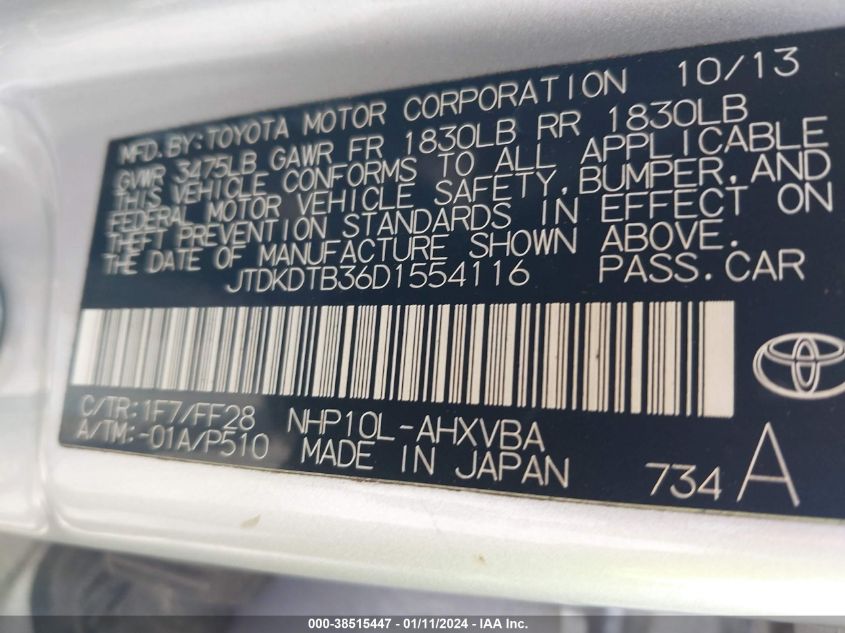 MFD. BY: TOYOTA MOTOR CORPORATION 10/13
GVWR 3475LB GAWR FR 1830LB RR 1830LB
THIS VEHICLE CONFORMS TO ALL APPLICABLE
FEDERAL MOTOR VEHICLE SAFETY, BUMPER, AND
THEFT PREVENTION STANDARDS IN EFFECT ON
THE DATE OF MANUFACTURE SHOWN ABOVE.
JTDKDTB36D1554116 PASS. CAR
C/TR: 1F7/FF28 NHP10L-AHXVBA
A/TM: -01A/P510 MADE IN JAPAN 734 A
000-38515447 - 01/11/2024 - IAA Inc.